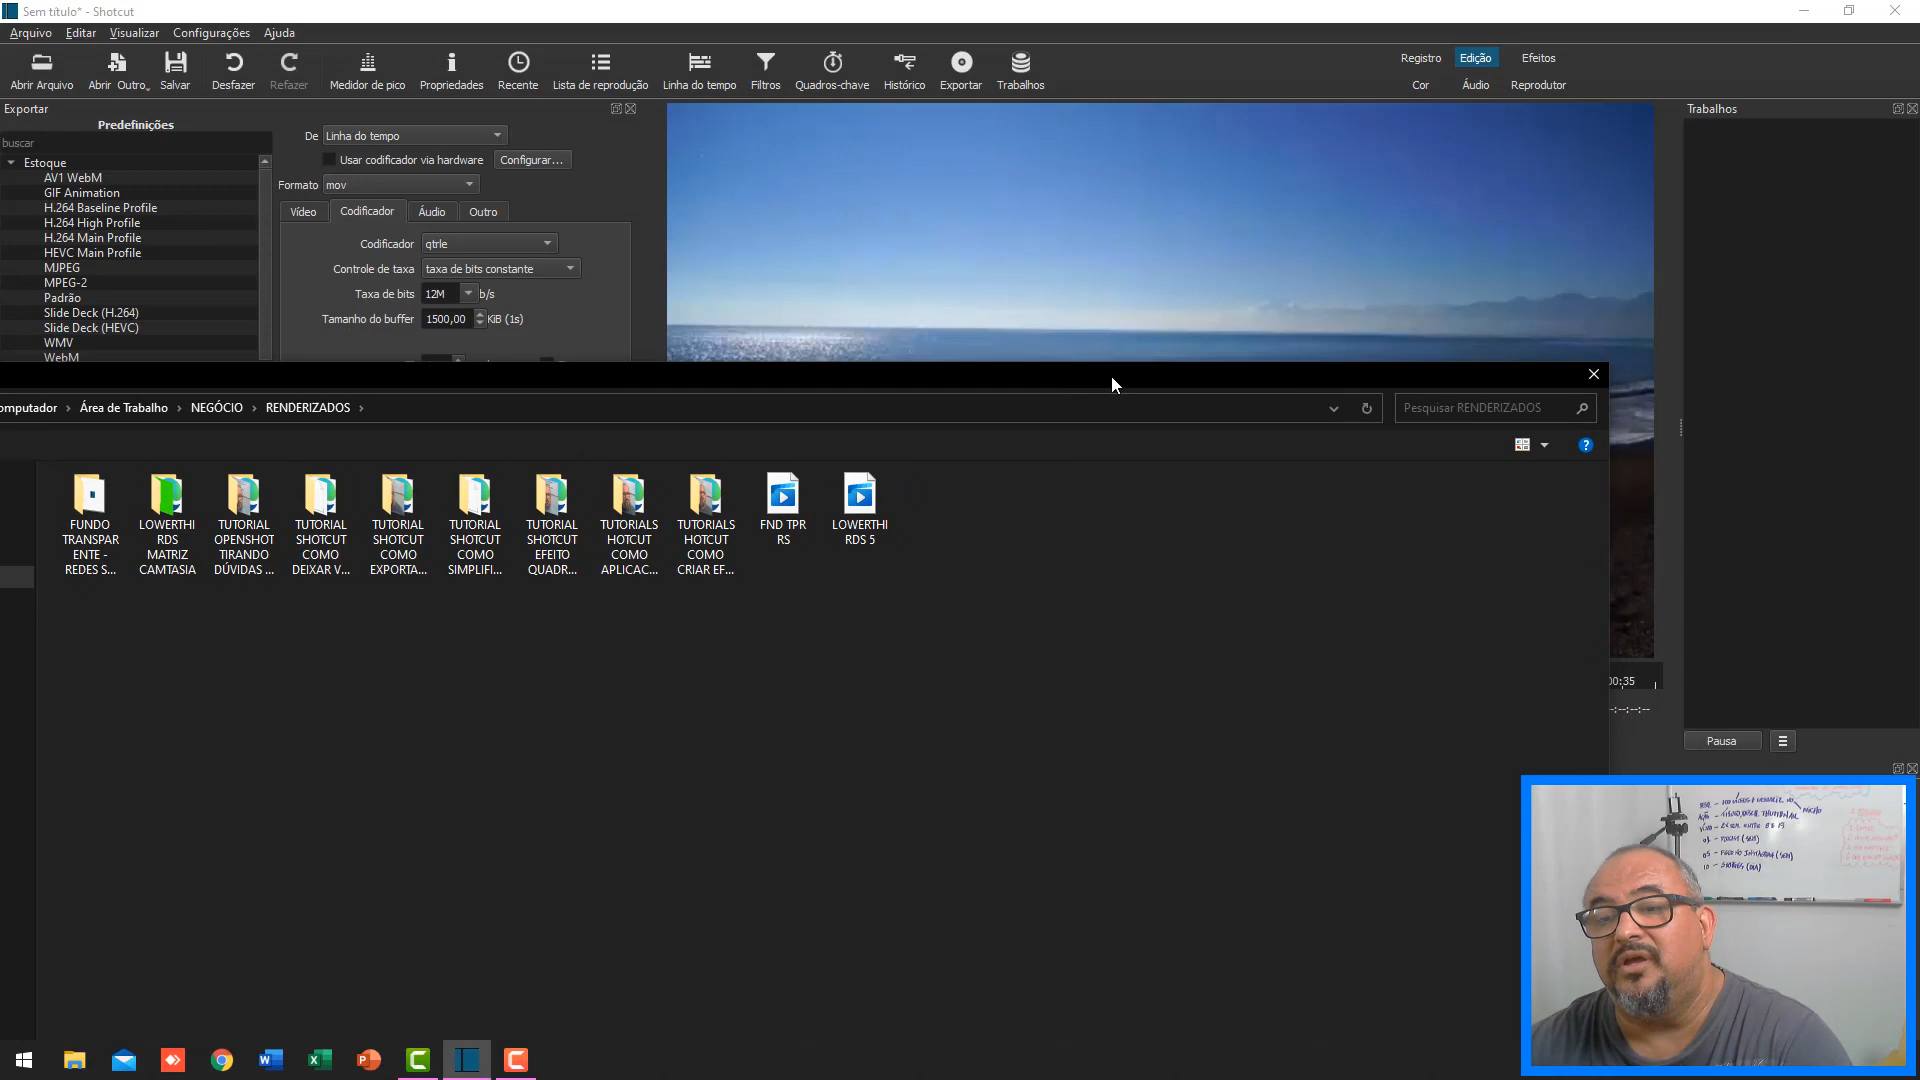 Sem título* - Shotcut
Arquivo Editar Visualizar Configurações Ajuda
Abrir Arquivo Abrir Outro Salvar Desfazer Refazer Medidor de pico Propriedades Recente Lista de reprodução Linha do tempo Filtros Quadros-chave Histórico Exportar Trabalhos
Registro Edição Efeitos
Cor Áudio Reprodutor
Exportar
Trabalhos
Predefinições
buscar
Estoque
AV1 WebM
GIF Animation
H.264 Baseline Profile
H.264 High Profile
H.264 Main Profile
HEVC Main Profile
MJPEG
MPEG-2
Padrão
Slide Deck (H.264)
Slide Deck (HEVC)
WMV
WebM
De Linha do tempo
Usar codificador via hardware Configurar...
Formato mov
Vídeo Codificador Áudio Outro
Codificador qtrle
Controle de taxa taxa de bits constante
Taxa de bits 12M b/s
Tamanho do buffer 1500,00 KiB (1s)
omputador › Área de Trabalho › NEGÓCIO › RENDERIZADOS ›
Pesquisar RENDERIZADOS
FUNDO
TRANSPAR
ENTE -
REDES S...
LOWERTHI
RDS
MATRIZ
CAMTASIA
TUTORIAL
OPENSHOT
TIRANDO
DÚVIDAS ...
TUTORIAL
SHOTCUT
COMO
DEIXAR V...
TUTORIAL
SHOTCUT
COMO
EXPORTA...
TUTORIAL
SHOTCUT
COMO
SIMPLIFI...
TUTORIAL
SHOTCUT
EFEITO
QUADR...
TUTORIALS
HOTCUT
COMO
APLICAC...
TUTORIALS
HOTCUT
COMO
CRIAR EF...
FND TPR
RS
LOWERTHI
RDS 5
00:35
--:--:--:--
Pausa